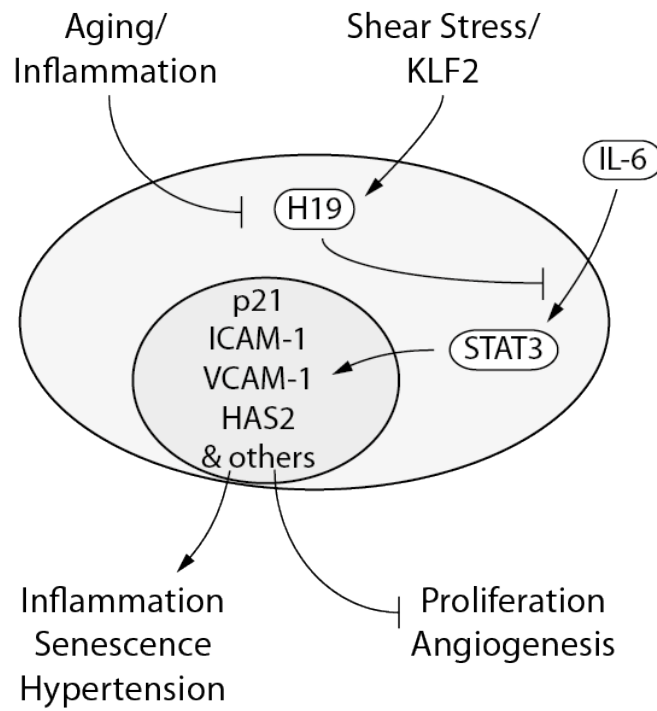 Aging/
Inflammation
Shear Stress/
KLF2
IL-6
H19
p21
ICAM-1
VCAM-1
HAS2
& others
STAT3
Inflammation
Senescence
Hypertension
Proliferation
Angiogenesis